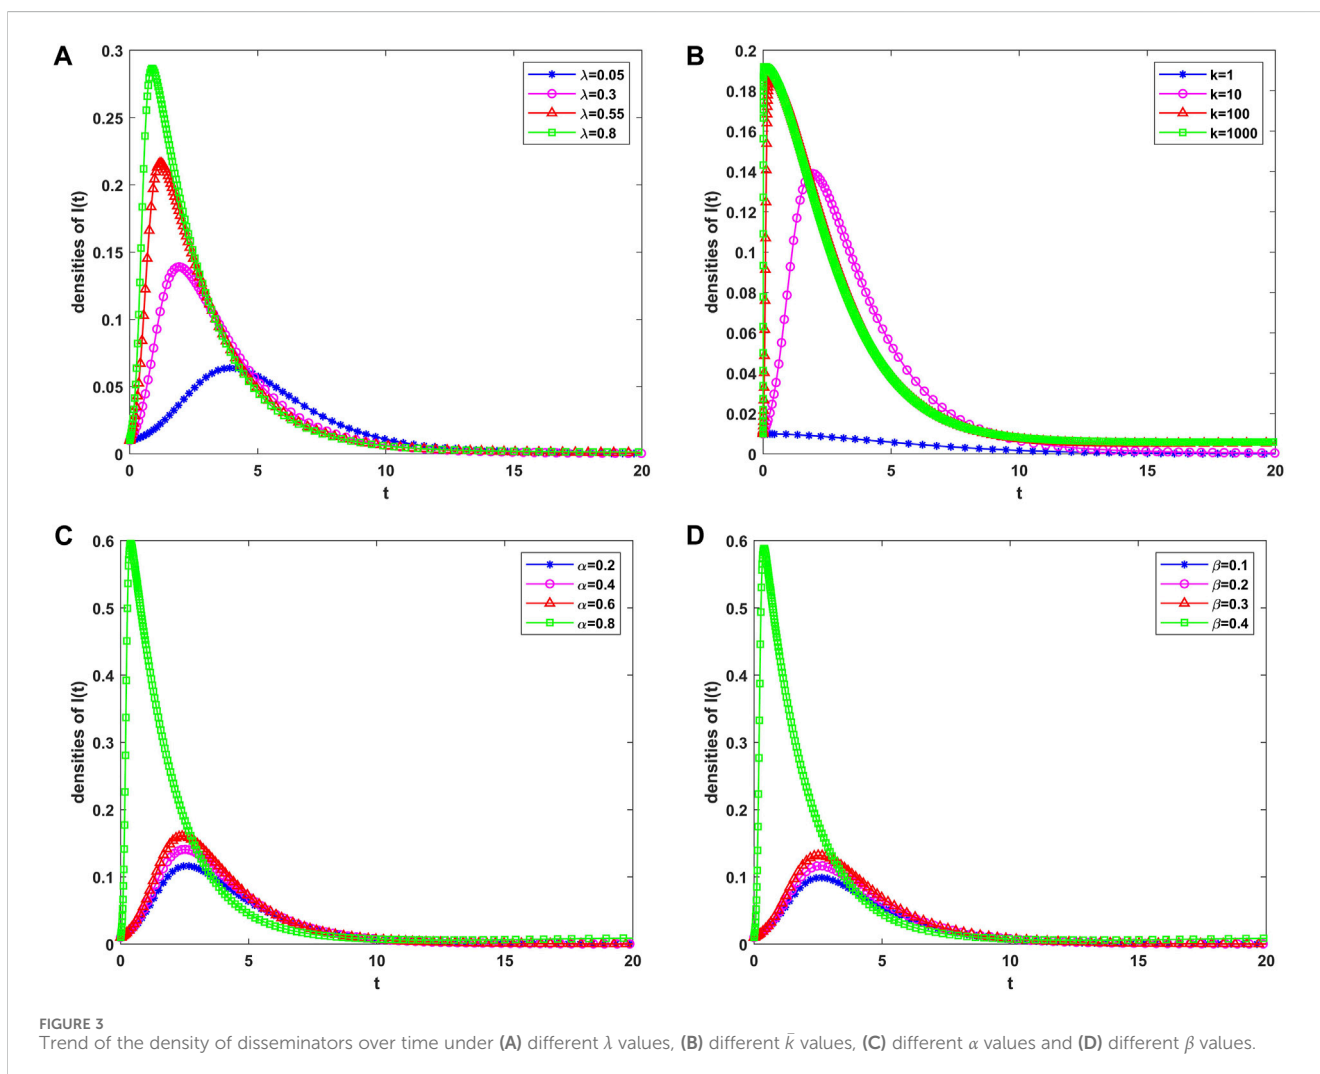 A
densities of I(t)
0.3
0.25
0.2
0.15
0.1
0.05
0
0 5 10 15 20
t
λ=0.05
λ=0.3
λ=0.55
λ=0.8
B
densities of I(t)
0.2
0.18
0.16
0.14
0.12
0.1
0.08
0.06
0.04
0.02
0
0 5 10 15 20
t
k=1
k=10
k=100
k=1000
C
densities of I(t)
0.6
0.5
0.4
0.3
0.2
0.1
0
0 5 10 15 20
t
α=0.2
α=0.4
α=0.6
α=0.8
D
densities of I(t)
0.6
0.5
0.4
0.3
0.2
0.1
0
0 5 10 15 20
t
β=0.1
β=0.2
β=0.3
β=0.4
FIGURE 3
Trend of the density of disseminators over time under (A) different λ values, (B) different k̄ values, (C) different α values and (D) different β values.